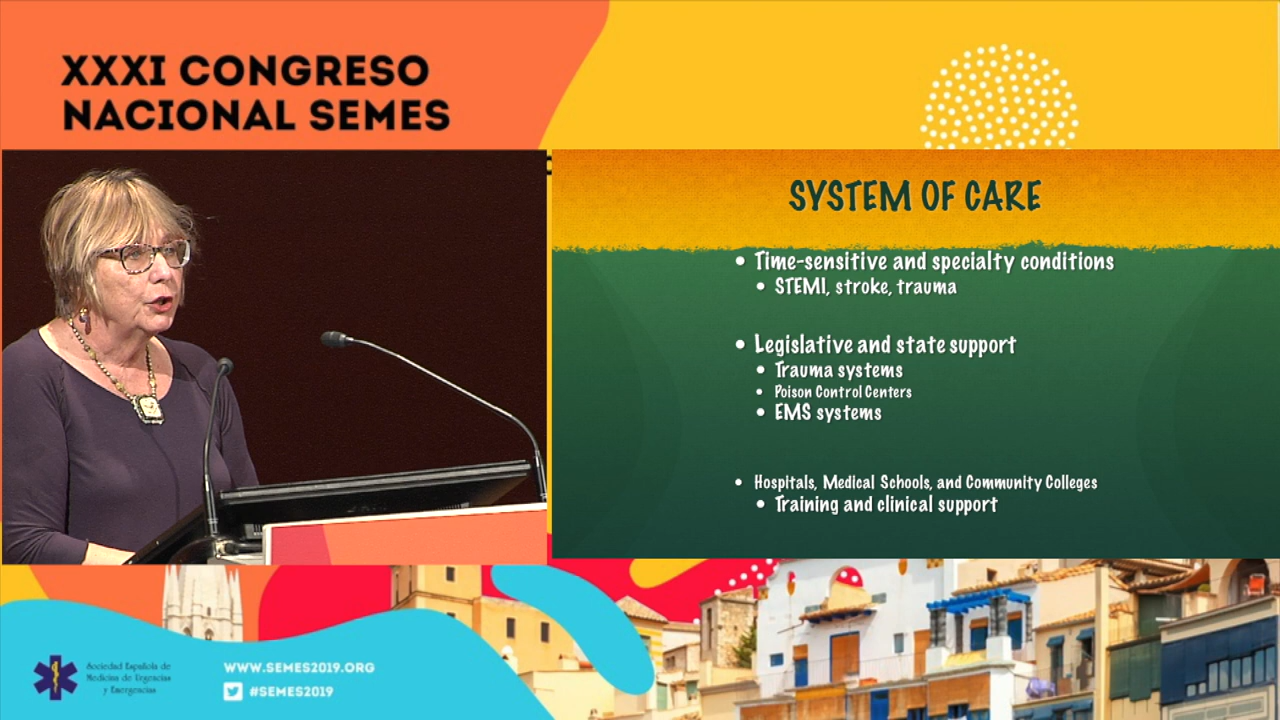 XXXI CONGRESO
NACIONAL SEMES
SYSTEM OF CARE
• Time-sensitive and specialty conditions
• STEMI, stroke, trauma
• Legislative and state support
• Trauma systems
• Poison Control Centers
• EMS systems
• Hospitals, Medical Schools, and Community Colleges
• Training and clinical support
Sociedad Española de
Medicina de Urgencias
y Emergencias
WWW.SEMES2019.ORG
#SEMES2019